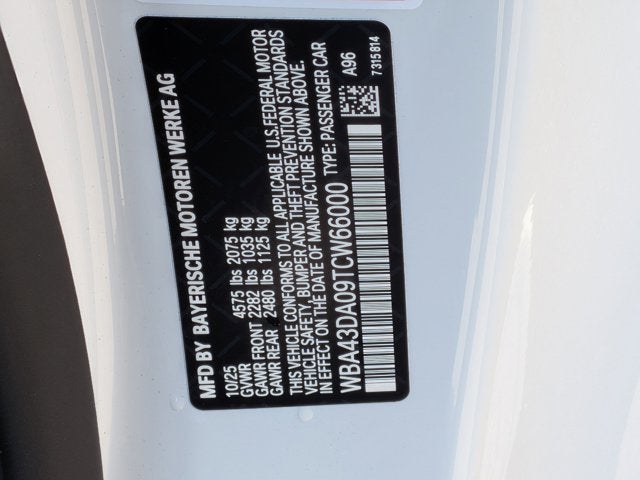 MFD BY BAYERISCHE MOTOREN WERKE AG
10/25
GVWR 4575 lbs 2075 kg
GAWR FRONT 2282 lbs 1035 kg
GAWR REAR 2480 lbs 1125 kg
THIS VEHICLE CONFORMS TO ALL APPLICABLE U.S.FEDERAL MOTOR
VEHICLE SAFETY, BUMPER AND THEFT PREVENTION STANDARDS
IN EFFECT ON THE DATE OF MANUFACTURE SHOWN ABOVE.
WBA43DA09TCW66000 TYPE: PASSENGER CAR
A96
7315814